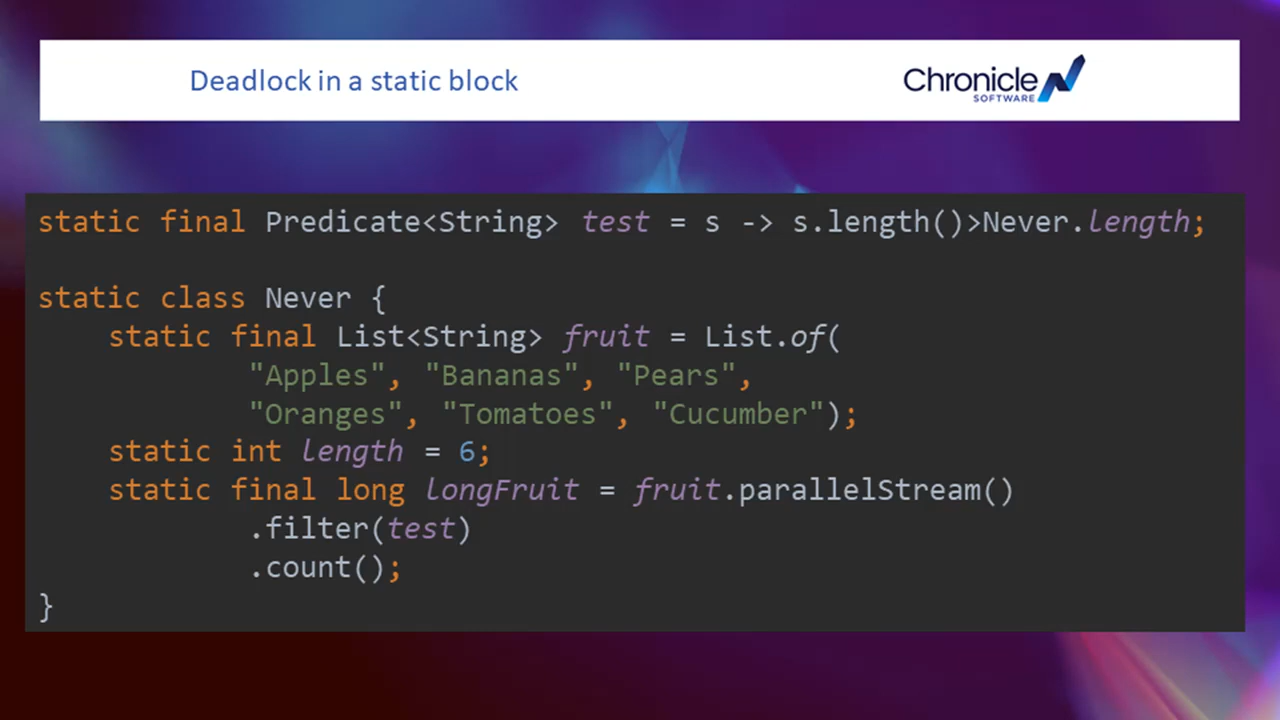 Deadlock in a static block
Chronicle
SOFTWARE
static final Predicate<String> test = s -> s.length()>Never.length;
static class Never {
static final List<String> fruit = List.of(
"Apples", "Bananas", "Pears",
"Oranges", "Tomatoes", "Cucumber");
static int length = 6;
static final long longFruit = fruit.parallelStream()
.filter(test)
.count();
}